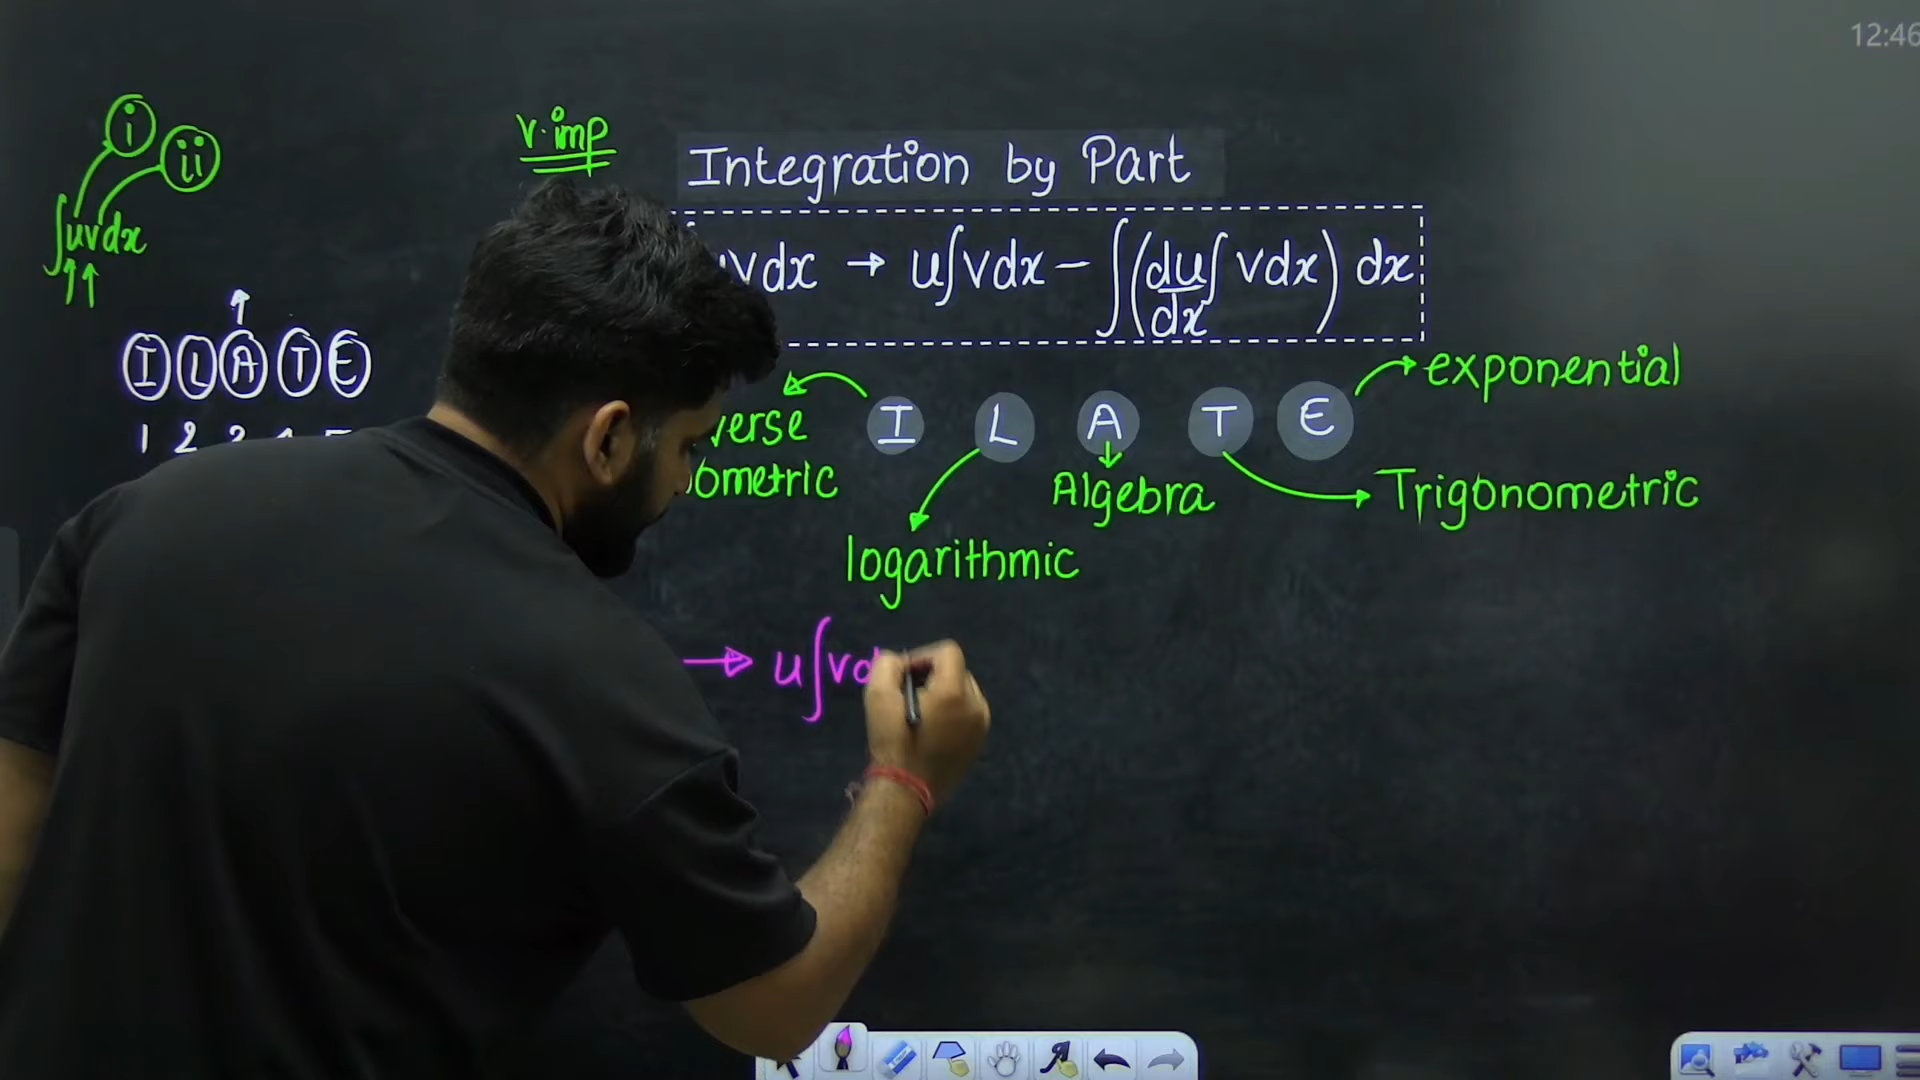 12:46
i
ii
∫uvdx
v.imp
Integration by Part
vdx → u∫vdx - ∫(du/dx ∫vdx) dx
I L A T E
1 2
I L A T E
exponential
verse
ometric
Algebra
Trigonometric
logarithmic
→ u∫vd